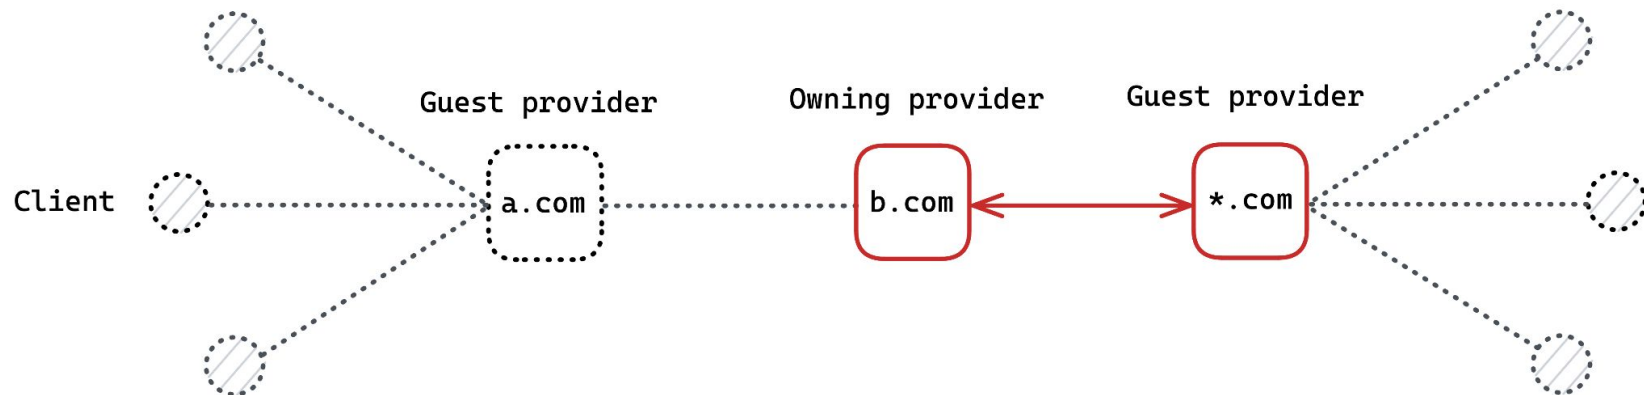 Guest provider
Owning provider
Guest provider
Client
a.com
b.com
*.com